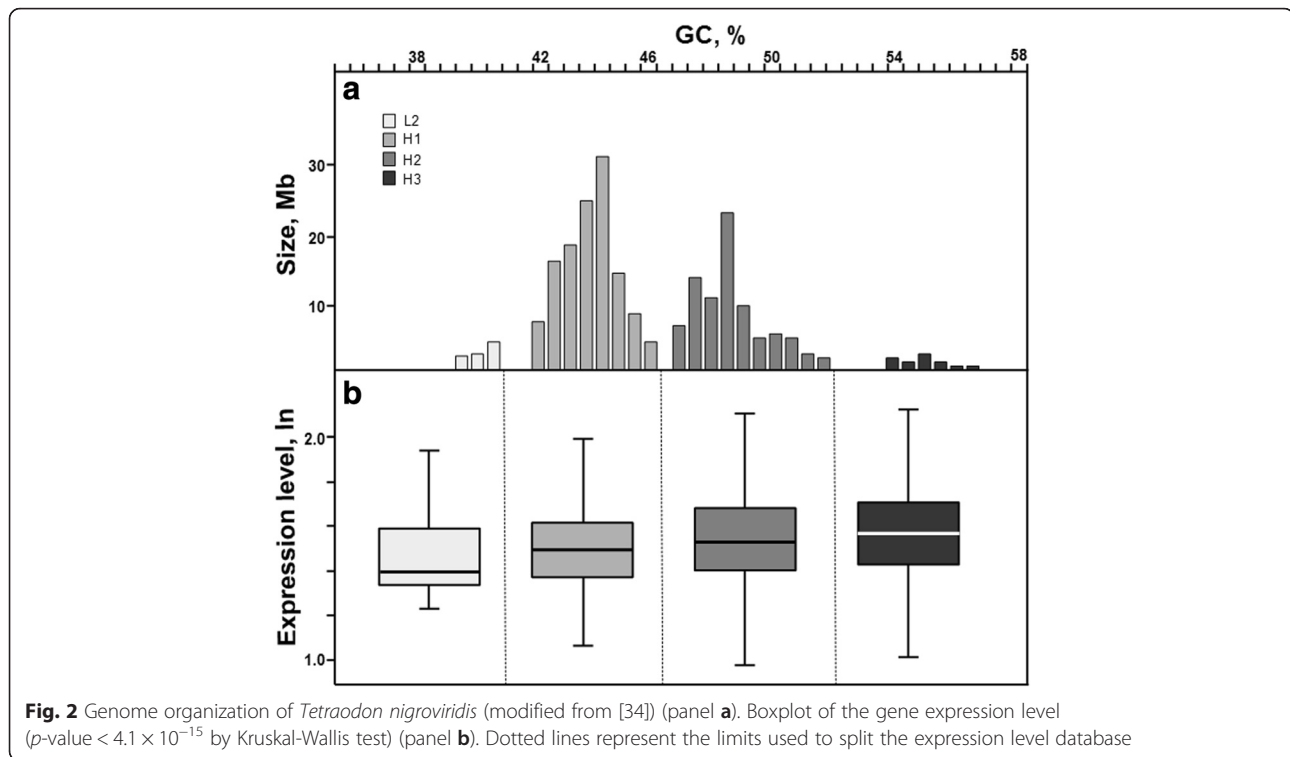 GC, %
38 42 46 50 54 58
a
L2
H1
H2
H3
Size, Mb
30
20
10
b
Expression level, ln
2.0
1.0
Fig. 2 Genome organization of Tetraodon nigroviridis (modified from [34]) (panel a). Boxplot of the gene expression level
(p-value < 4.1 × 10⁻¹⁵ by Kruskal-Wallis test) (panel b). Dotted lines represent the limits used to split the expression level database